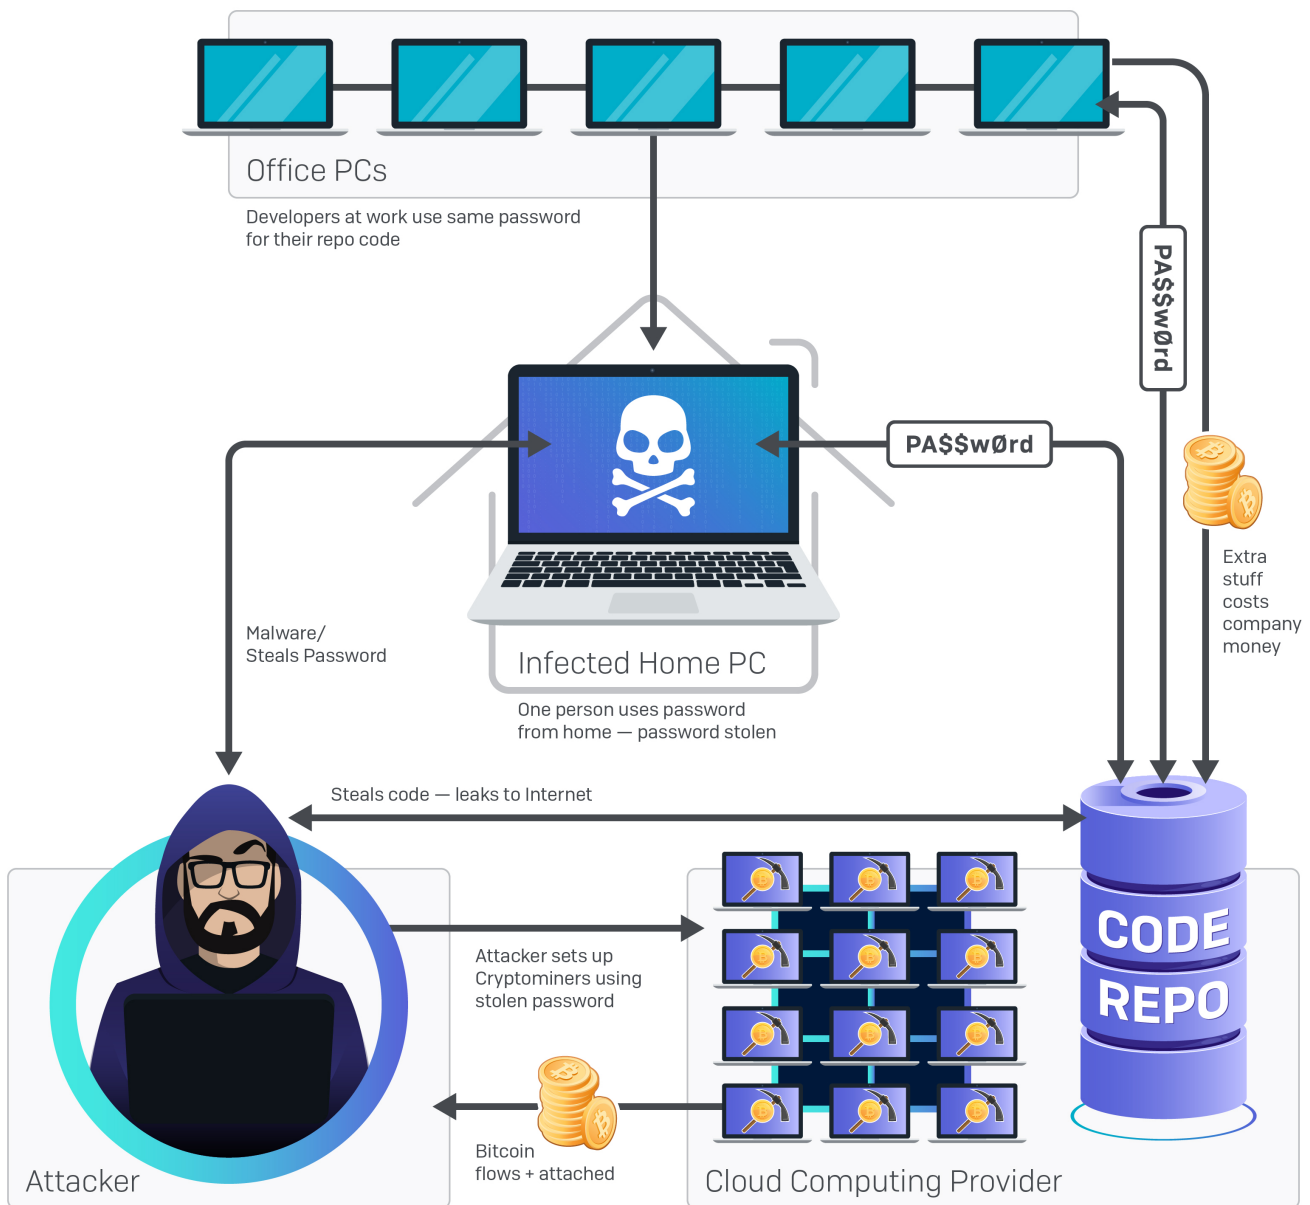 Office PCs
Developers at work use same password
for their repo code
PA$$wØrd
PA$$wØrd
Extra
stuff
costs
company
money
Malware/
Steals Password
Infected Home PC
One person uses password
from home — password stolen
Steals code — leaks to Internet
CODE
REPO
Attacker sets up
Cryptominers using
stolen password
Bitcoin
flows + attached
Attacker
Cloud Computing Provider